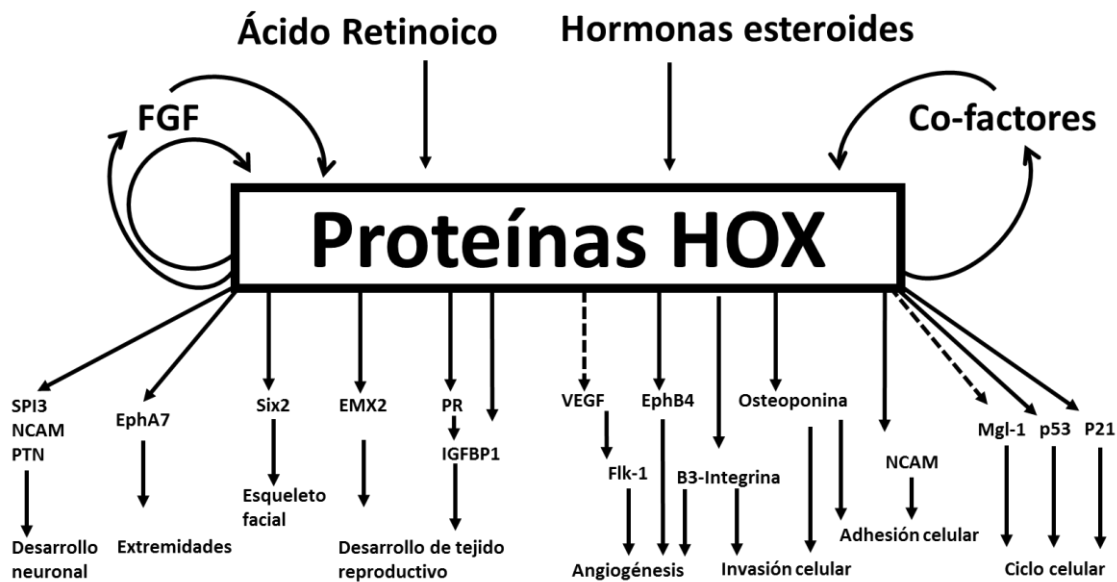 Ácido Retinoico
Hormonas esteroides
FGF
Co-factores
Proteínas HOX
SPI3
NCAM
PTN
EphA7
Six2
EMX2
PR
IGFBP1
VEGF
EphB4
Osteoponina
Mgl-1
p53
P21
Flk-1
B3-Integrina
NCAM
Desarrollo
neuronal
Extremidades
Esqueleto
facial
Desarrollo de tejido
reproductivo
Angiogénesis
Invasión celular
Adhesión celular
Ciclo celular